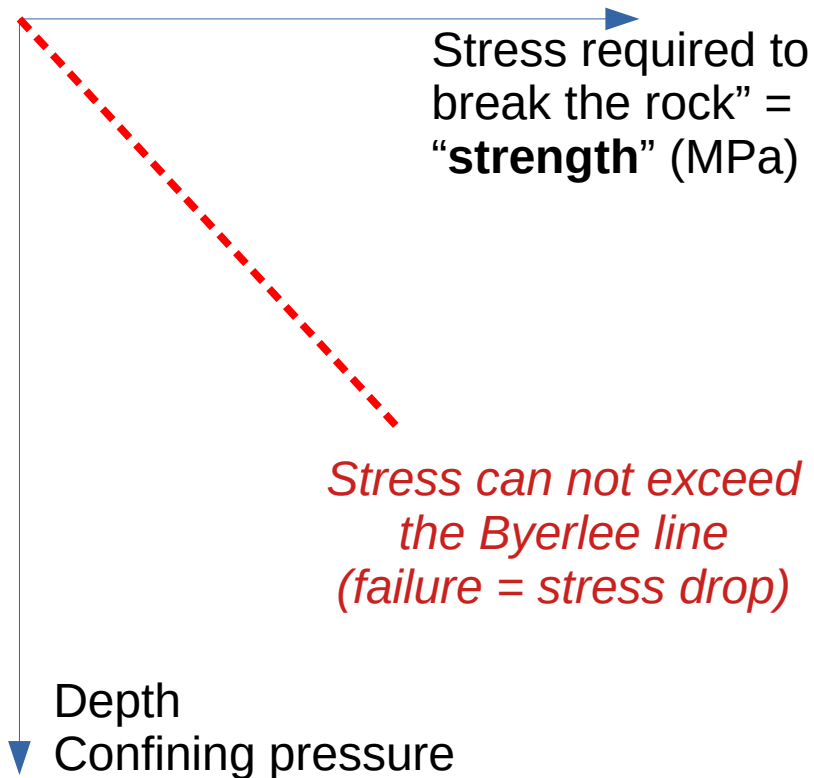 Stress required to
break the rock” =
“strength” (MPa)
Stress can not exceed
the Byerlee line
(failure = stress drop)
Depth
Confining pressure